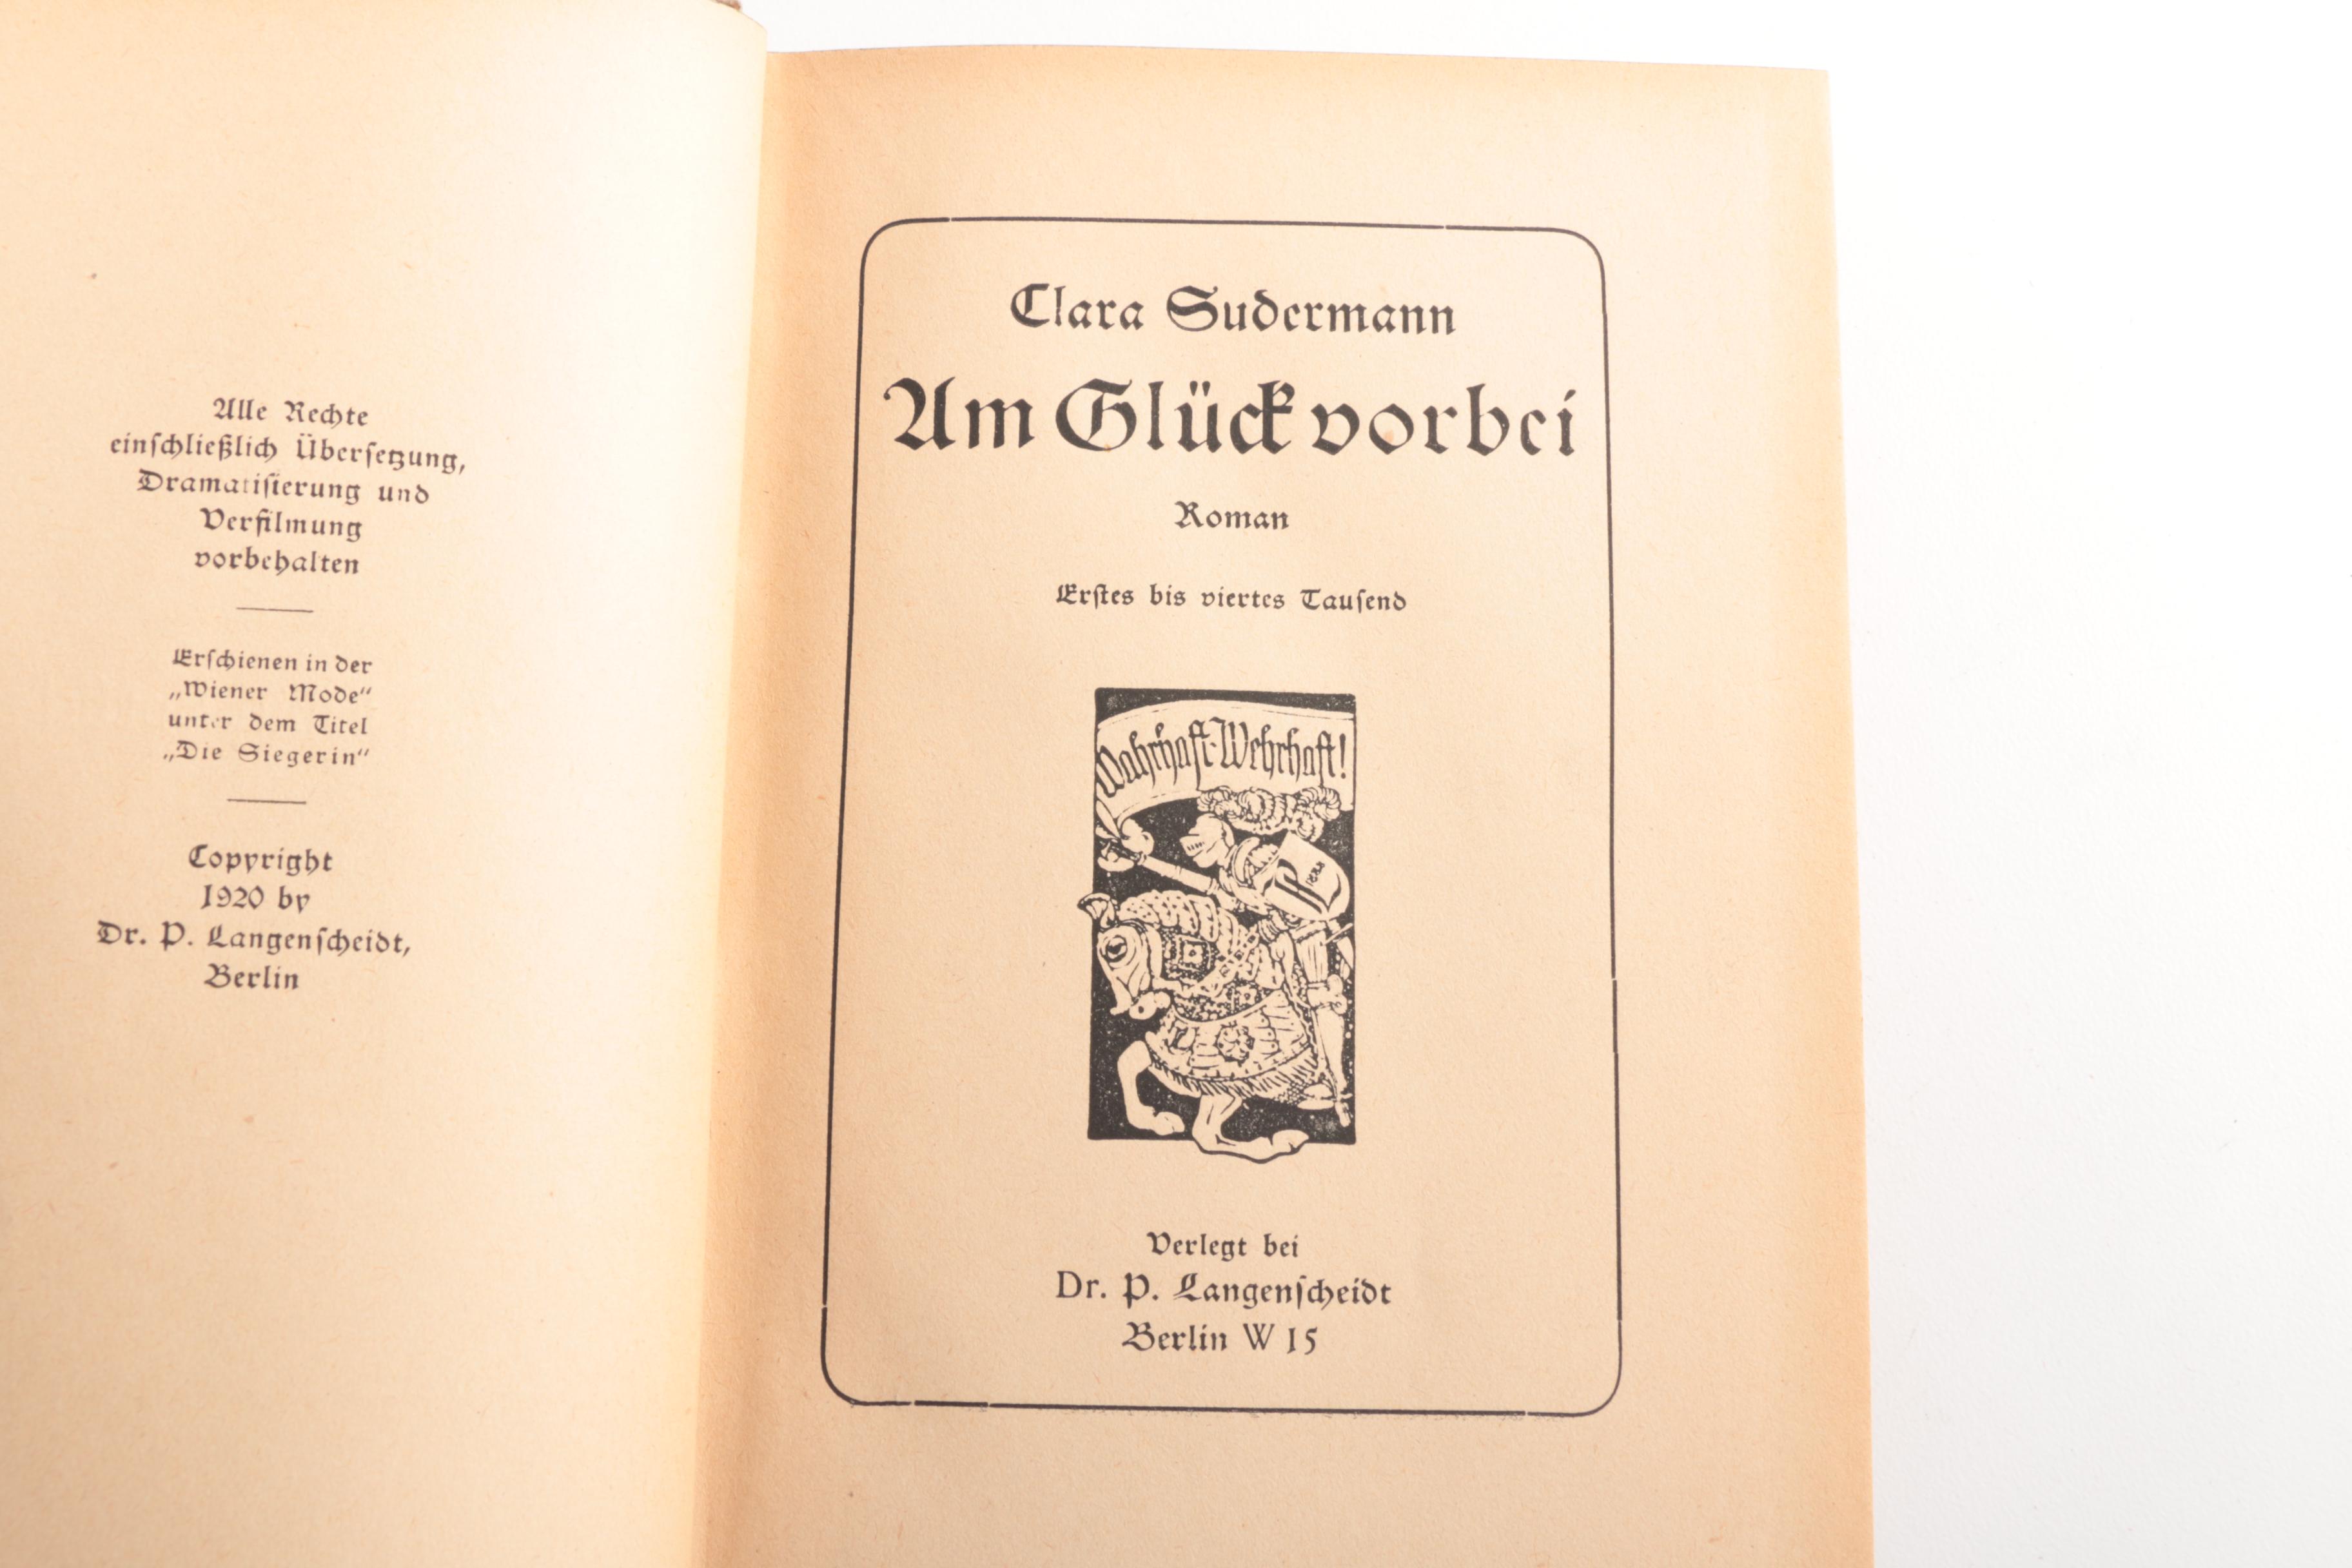 Alle Rechte
einſchließlich Überſetzung,
Dramatiſierung und
Verfilmung
vorbehalten
Erſchienen in der
„Wiener Mode“
unter dem Titel
„Die Siegerin“
Copyright
1920 by
Dr. P. Langenſcheidt,
Berlin
Clara Sudermann
Am Glück vorbei
Roman
Erſtes bis viertes Tauſend
Wahrhaft-Wehrhaft!
Verlegt bei
Dr. P. Langenſcheidt
Berlin W 15